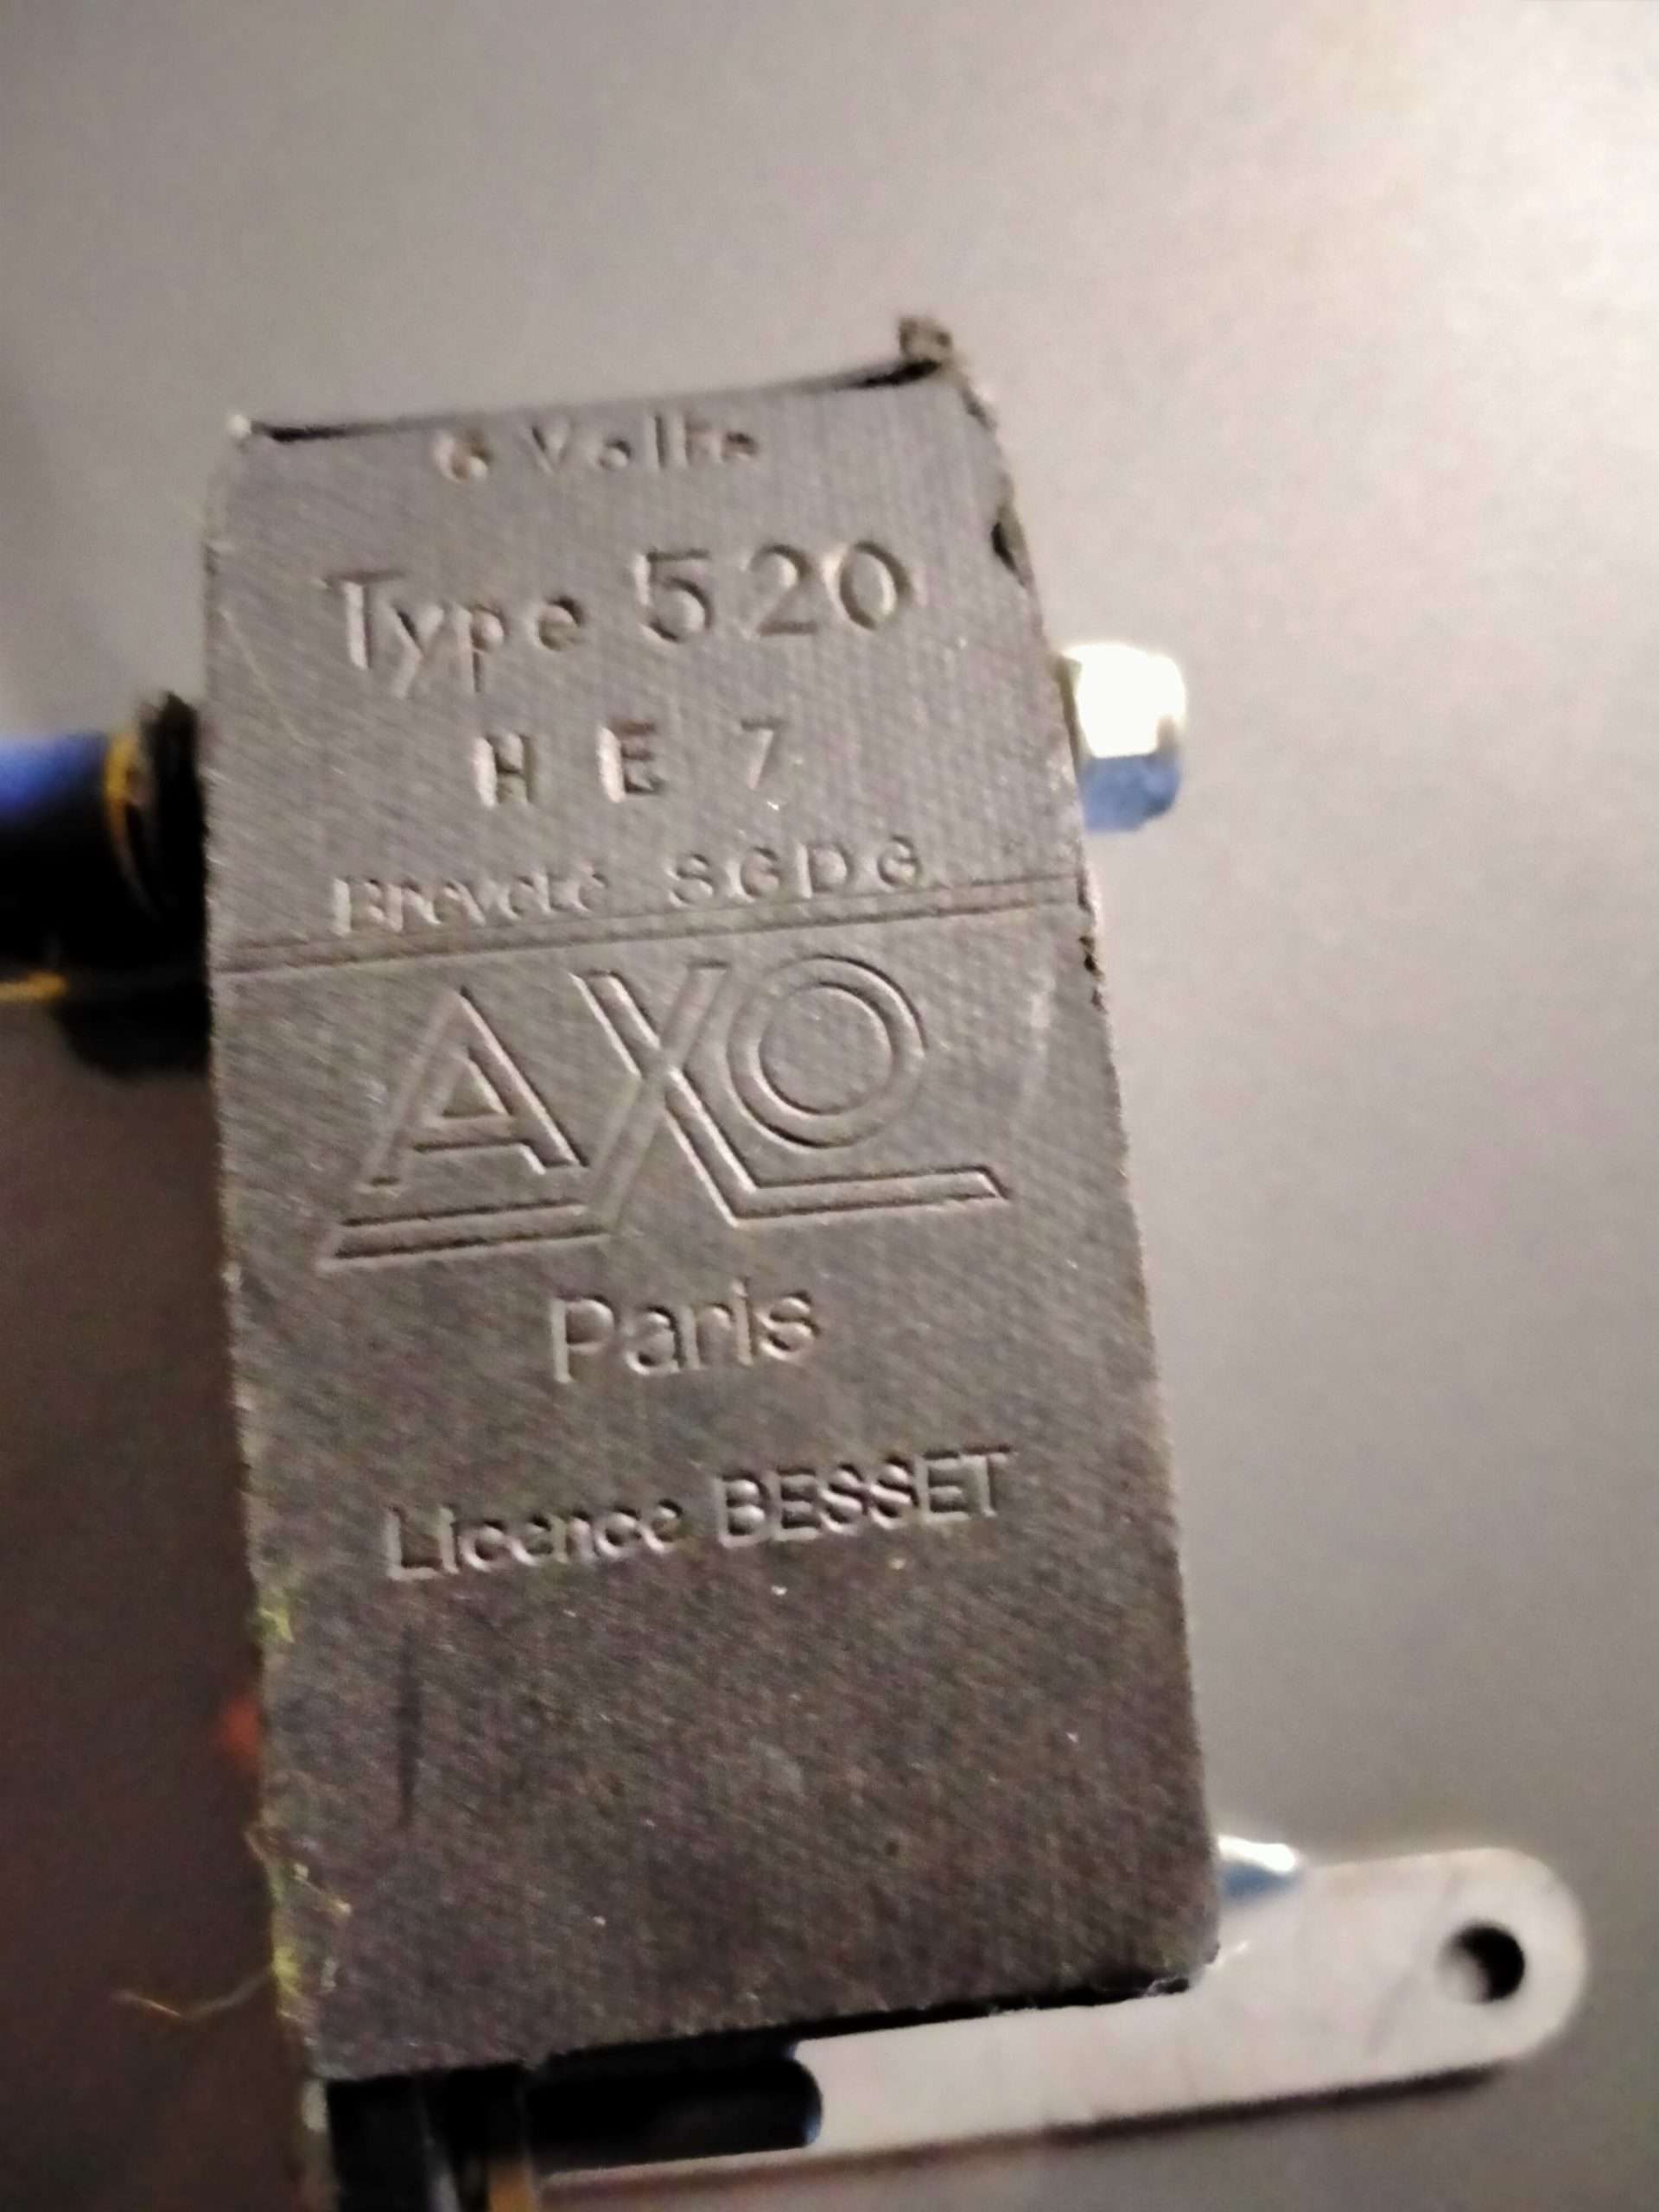 6 Volts
Type 520
H E 7
Breveté SGDG
AXO
Paris
Licence BESSET